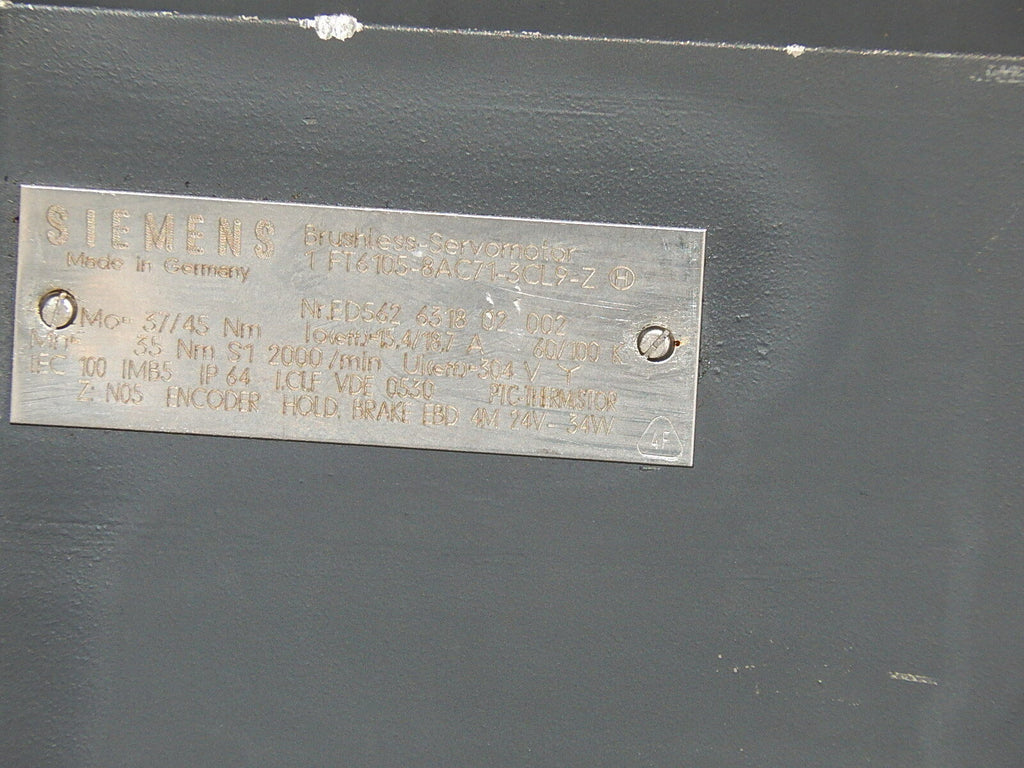 SIEMENS
Made in Germany
Brushless-Servomotor
1 FT6105-8AC71-3CL9-Z H
Nr. ED562 6318 02 002
Mo= 37/45 Nm Io(eff)=15,4/18,7 A 60/100 K
35 Nm S1 2000/min U(eff)=304 V Y
IEC 100 IMB5 IP 64 I.CL.F VDE 0530 PTC-THERMISTOR
Z: N05 ENCODER HOLD. BRAKE EBD 4M 24V- 34W
4F